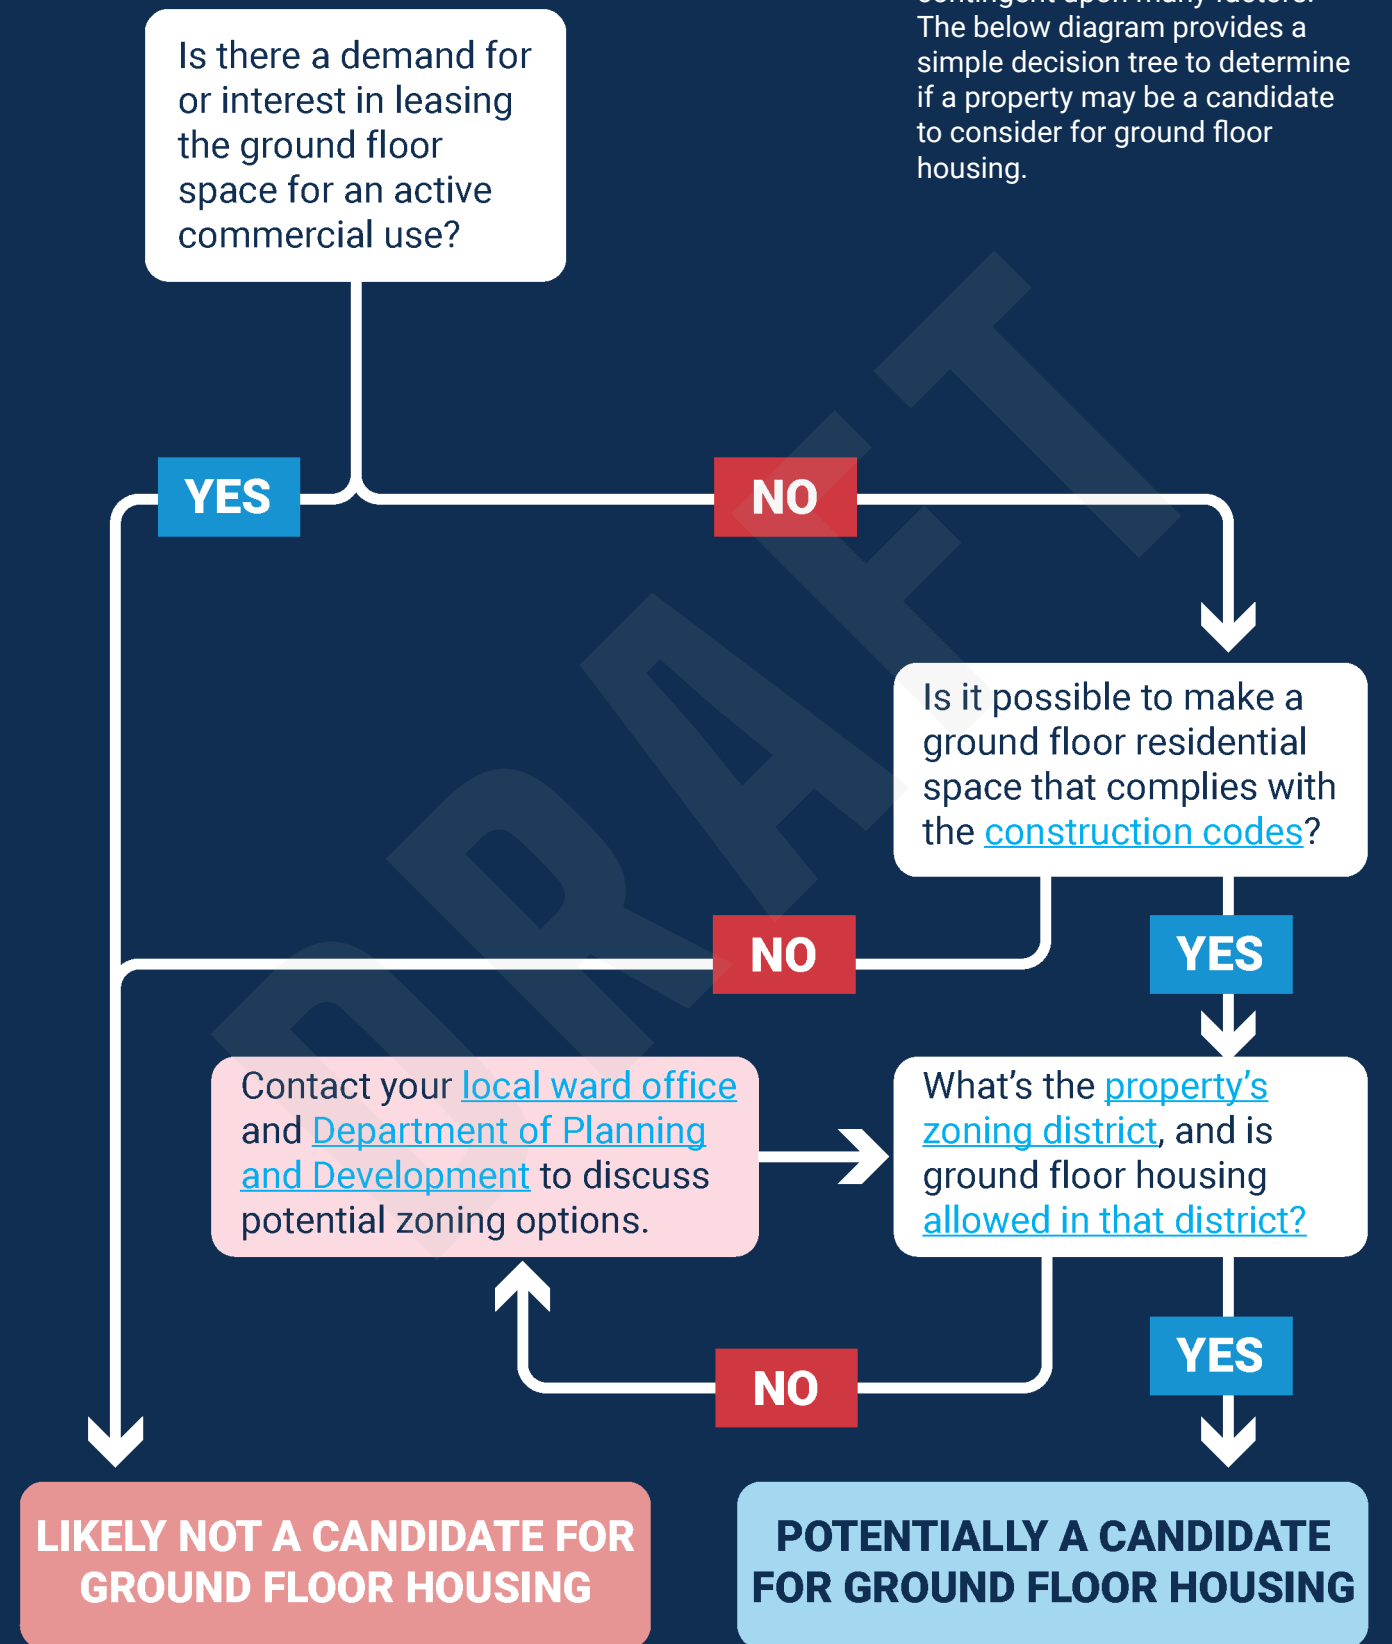 contingent upon many factors.
The below diagram provides a
simple decision tree to determine
if a property may be a candidate
to consider for ground floor
housing.
Is there a demand for
or interest in leasing
the ground floor
space for an active
commercial use?
YES
NO
Is it possible to make a
ground floor residential
space that complies with
the construction codes?
NO
YES
Contact your local ward office
and Department of Planning
and Development to discuss
potential zoning options.
What's the property's
zoning district, and is
ground floor housing
allowed in that district?
NO
YES
LIKELY NOT A CANDIDATE FOR
GROUND FLOOR HOUSING
POTENTIALLY A CANDIDATE
FOR GROUND FLOOR HOUSING
DRAFT